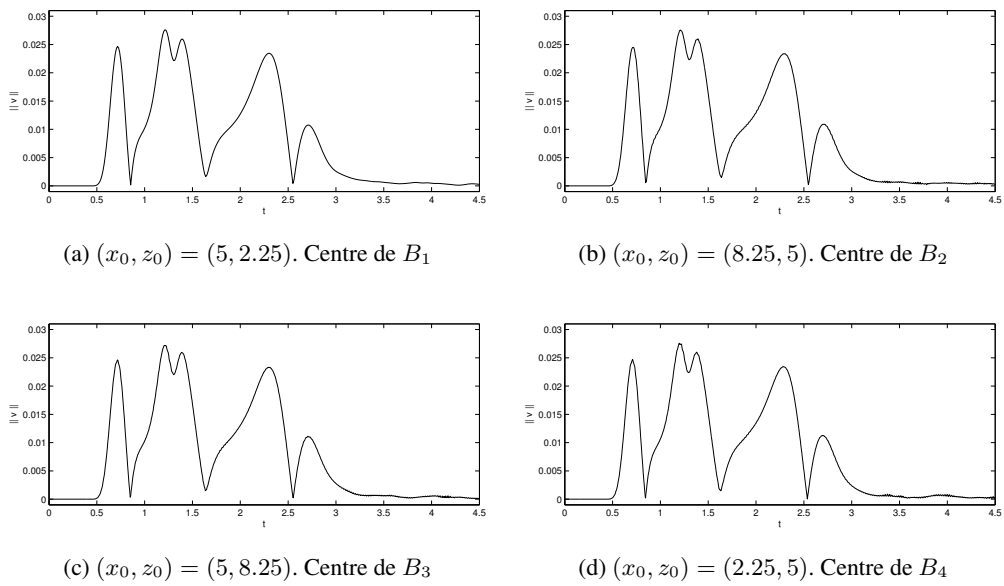 0.03
0.025
0.02
0.015
0.01
0.005
0
|| v ||
0 0.5 1 1.5 2 2.5 3 3.5 4 4.5
t
(a) (x₀, z₀) = (5, 2.25). Centre de B₁
0.03
0.025
0.02
0.015
0.01
0.005
0
|| v ||
0 0.5 1 1.5 2 2.5 3 3.5 4 4.5
t
(b) (x₀, z₀) = (8.25, 5). Centre de B₂
0.03
0.025
0.02
0.015
0.01
0.005
0
|| v ||
0 0.5 1 1.5 2 2.5 3 3.5 4 4.5
t
(c) (x₀, z₀) = (5, 8.25). Centre de B₃
0.03
0.025
0.02
0.015
0.01
0.005
0
|| v ||
0 0.5 1 1.5 2 2.5 3 3.5 4 4.5
t
(d) (x₀, z₀) = (2.25, 5). Centre de B₄